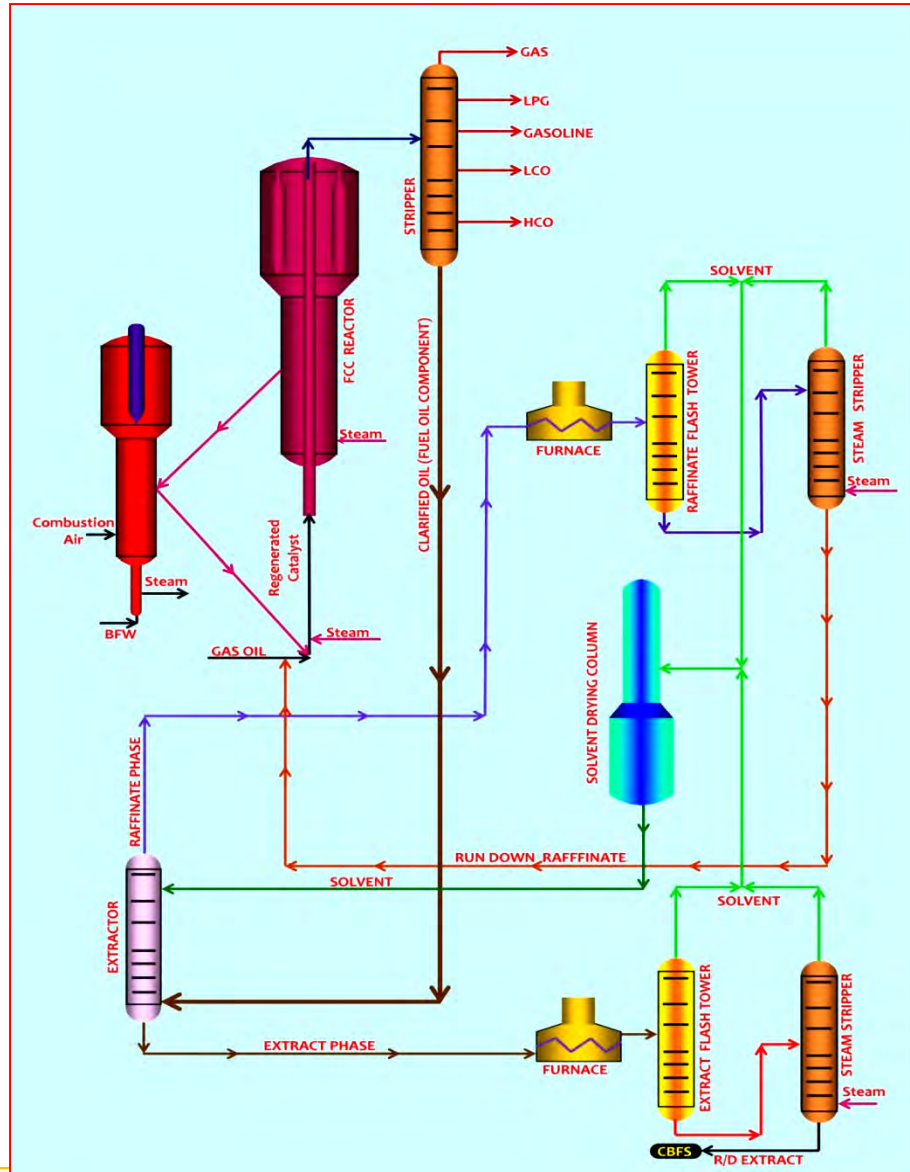 GAS
LPG
GASOLINE
LCO
HCO
STRIPPER
FCC REACTOR
Steam
Combustion
Air
Steam
BFW
Regenerated
Catalyst
Steam
GAS OIL
CLARIFIED OIL (FUEL OIL COMPONENT)
SOLVENT
FURNACE
RAFFINATE FLASH TOWER
STEAM STRIPPER
Steam
SOLVENT DRYING COLUMN
RAFFINATE PHASE
RUN DOWN RAFFFINATE
SOLVENT
EXTRACTOR
EXTRACT PHASE
FURNACE
SOLVENT
EXTRACT FLASH TOWER
STEAM STRIPPER
Steam
CBFS
R/D EXTRACT